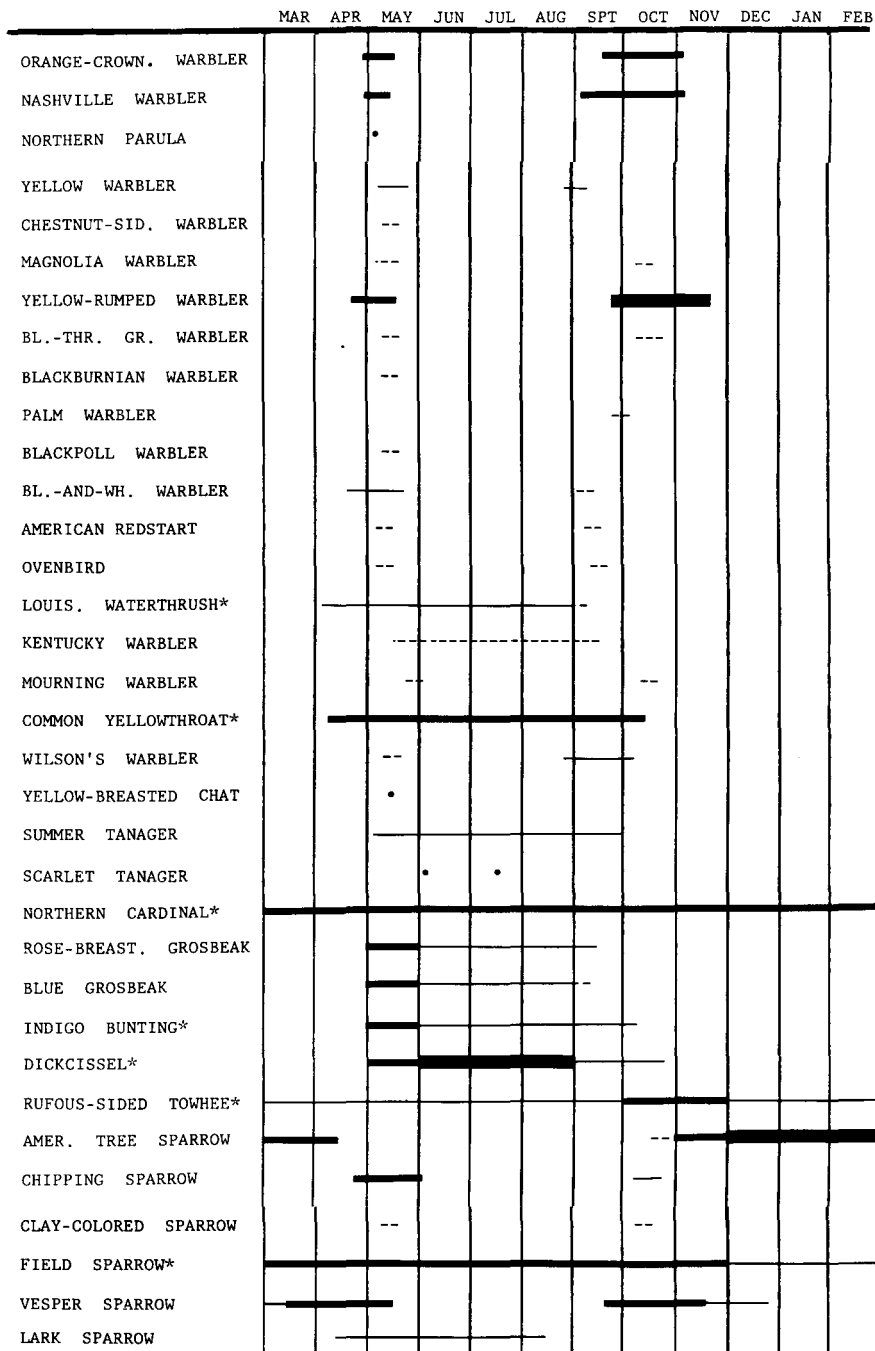 MAR APR MAY JUN JUL AUG SPT OCT NOV DEC JAN FEB
ORANGE-CROWN. WARBLER
NASHVILLE WARBLER
NORTHERN PARULA
YELLOW WARBLER
CHESTNUT-SID. WARBLER
MAGNOLIA WARBLER
YELLOW-RUMPED WARBLER
BL.-THR. GR. WARBLER
BLACKBURNIAN WARBLER
PALM WARBLER
BLACKPOLL WARBLER
BL.-AND-WH. WARBLER
AMERICAN REDSTART
OVENBIRD
LOUIS. WATERTHRUSH*
KENTUCKY WARBLER
MOURNING WARBLER
COMMON YELLOWTHROAT*
WILSON'S WARBLER
YELLOW-BREASTED CHAT
SUMMER TANAGER
SCARLET TANAGER
NORTHERN CARDINAL*
ROSE-BREAST. GROSBEAK
BLUE GROSBEAK
INDIGO BUNTING*
DICKCISSEL*
RUFOUS-SIDED TOWHEE*
AMER. TREE SPARROW
CHIPPING SPARROW
CLAY-COLORED SPARROW
FIELD SPARROW*
VESPER SPARROW
LARK SPARROW